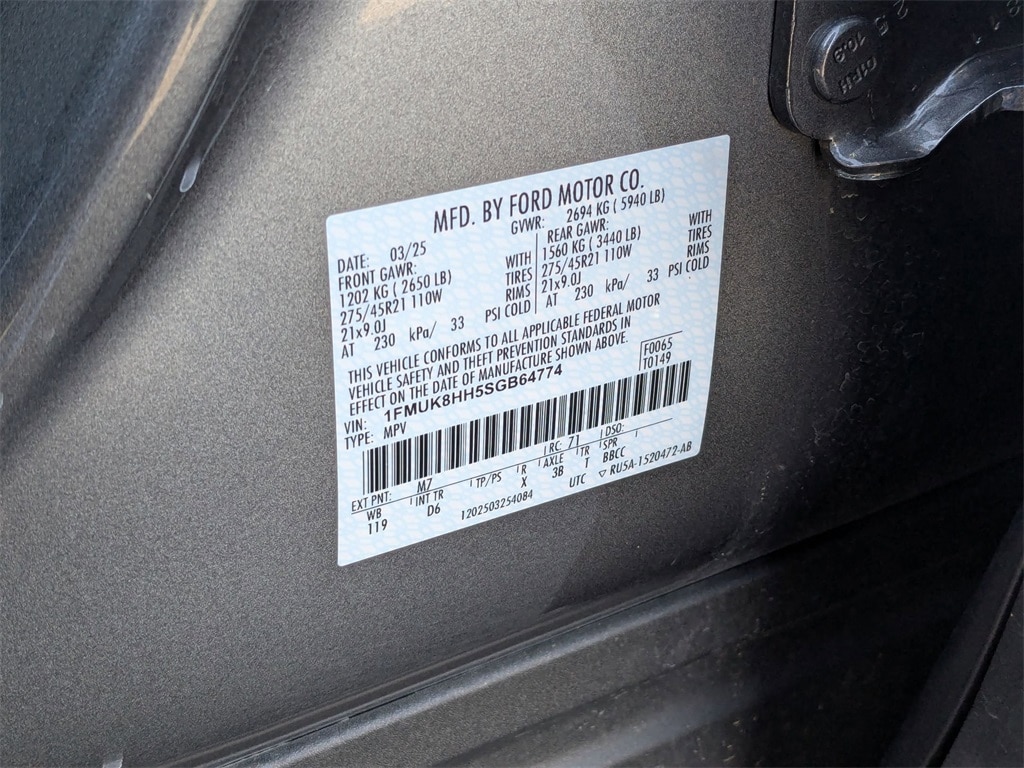 MFD. BY FORD MOTOR CO.
DATE: 03/25 GVWR: 2694 KG ( 5940 LB)
FRONT GAWR: WITH REAR GAWR: WITH
1202 KG ( 2650 LB) TIRES 1560 KG ( 3440 LB) TIRES
275/45R21 110W RIMS 275/45R21 110W RIMS
21x9.0J PSI COLD 21x9.0J PSI COLD
AT 230 kPa/ 33 AT 230 kPa/ 33
THIS VEHICLE CONFORMS TO ALL APPLICABLE FEDERAL MOTOR
VEHICLE SAFETY AND THEFT PREVENTION STANDARDS IN
EFFECT ON THE DATE OF MANUFACTURE SHOWN ABOVE.
F0065
T0149
VIN: 1FMUK8HH5SGB64774
TYPE: MPV
EXT PNT: M7 RC: 71 DSO:
WB INT TR TP/PS R AXLE TR SPR
119 D6 X 3B 1 BBCC
1202503254084 UTC ▽ RU5A-1520472-AB
10.9